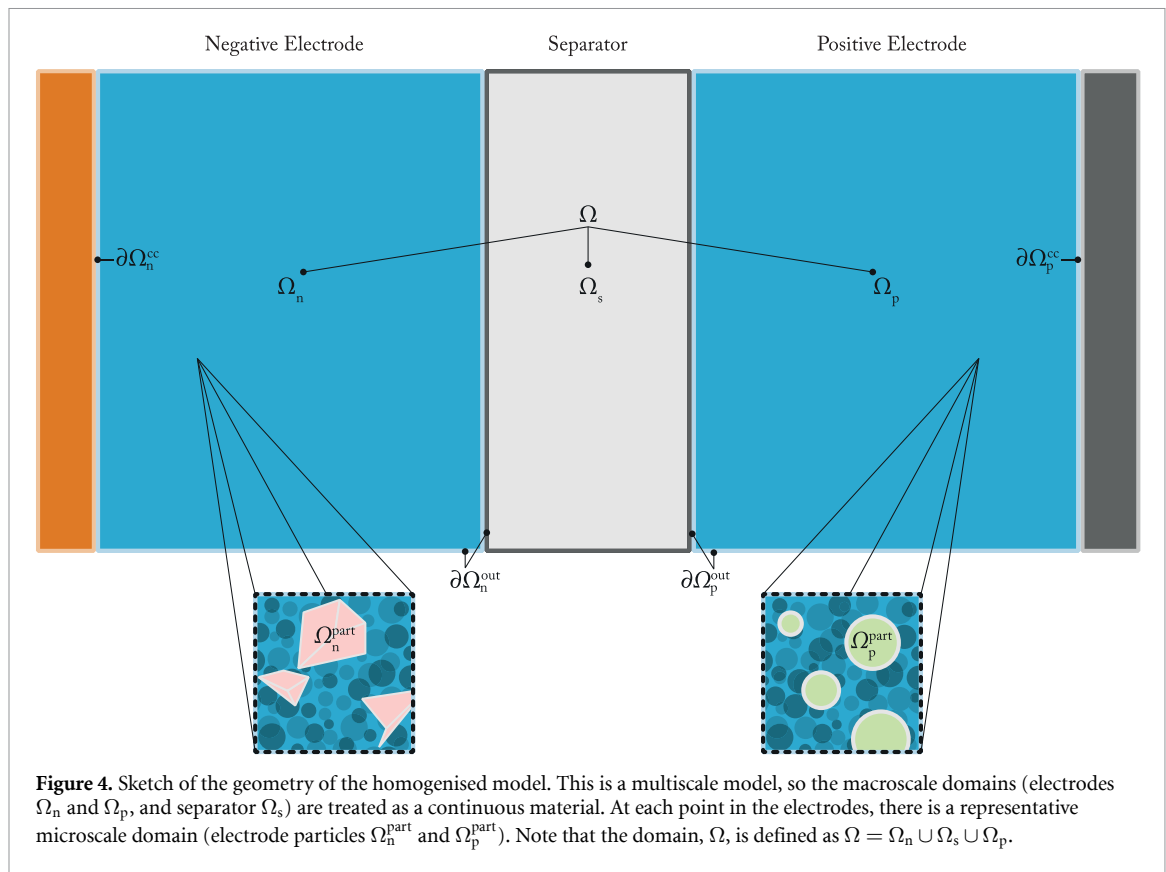 Negative Electrode Separator Positive Electrode
Ω
∂Ω_n^cc ∂Ω_p^cc
Ω_n Ω_s Ω_p
∂Ω_n^out ∂Ω_p^out
Ω_n^part Ω_p^part
Figure 4. Sketch of the geometry of the homogenised model. This is a multiscale model, so the macroscale domains (electrodes
Ω_n and Ω_p, and separator Ω_s) are treated as a continuous material. At each point in the electrodes, there is a representative
microscale domain (electrode particles Ω_n^part and Ω_p^part). Note that the domain, Ω, is defined as Ω = Ω_n ∪ Ω_s ∪ Ω_p.